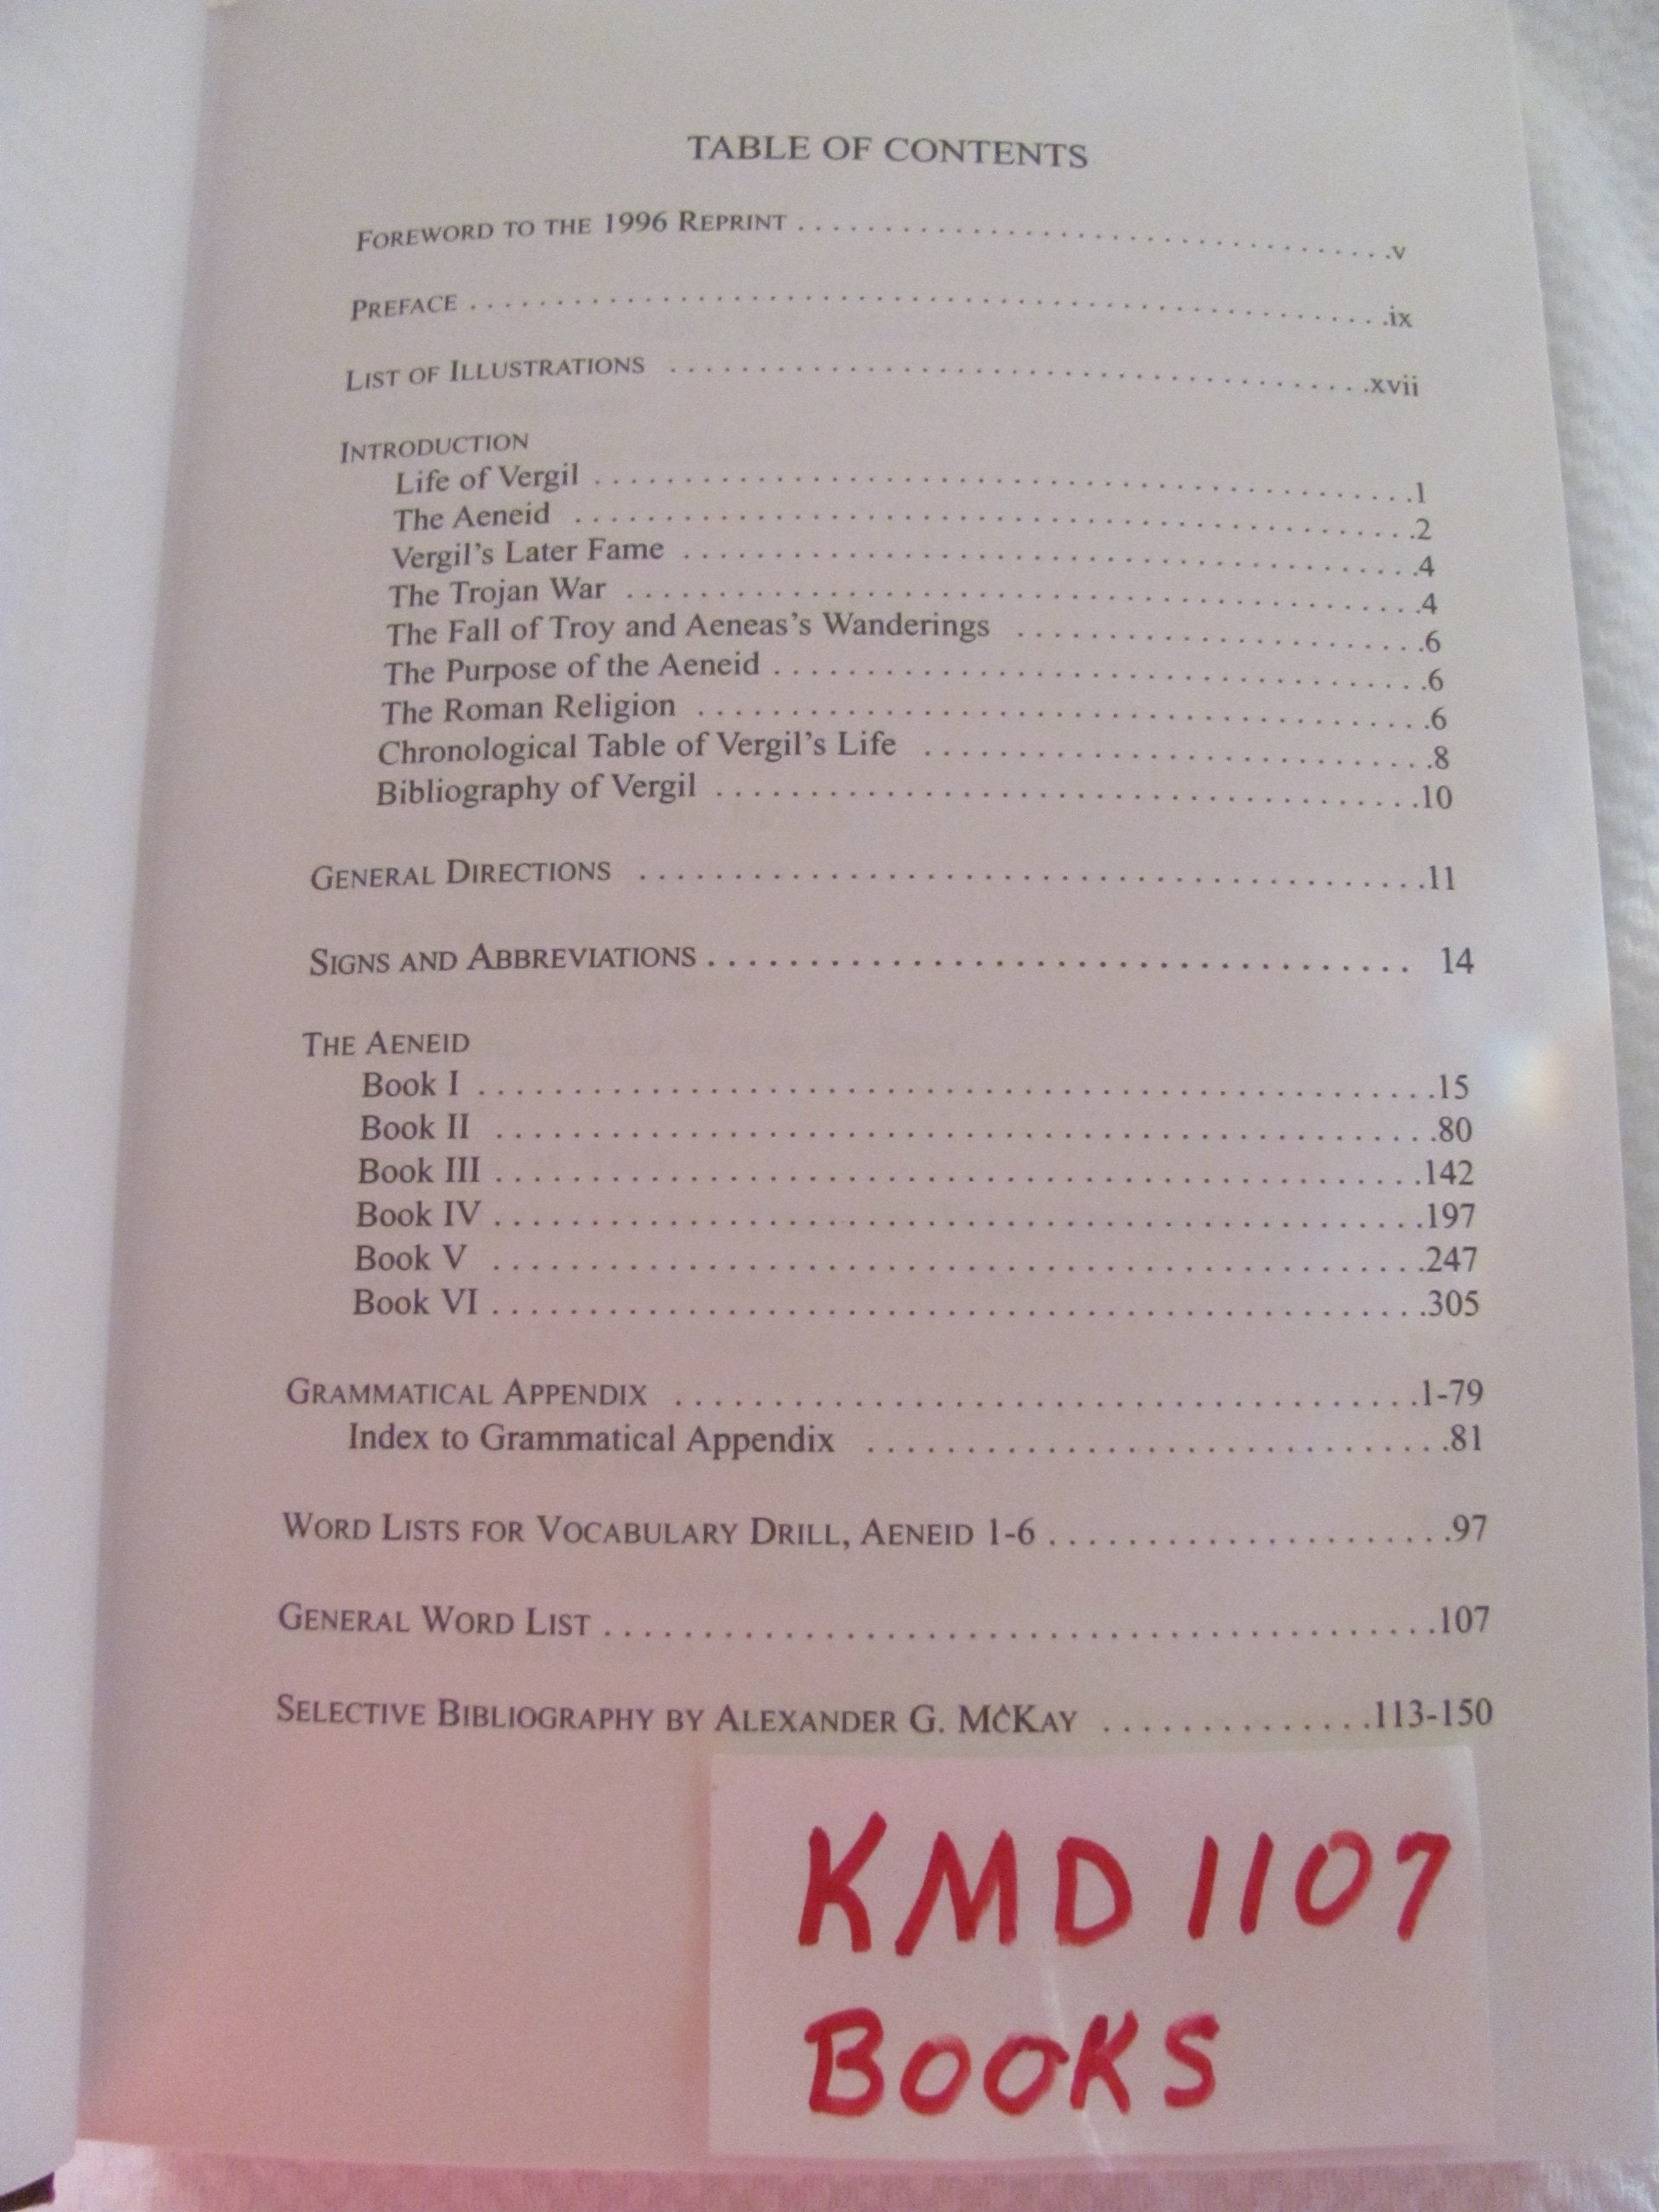 TABLE OF CONTENTS
FOREWORD TO THE 1996 REPRINT . . . . . . . . . . . . . . . . . . . . . . . . . . . . . . . . . . .v
PREFACE . . . . . . . . . . . . . . . . . . . . . . . . . . . . . . . . . . . . . . . . . . . . . . . . . . .ix
LIST OF ILLUSTRATIONS . . . . . . . . . . . . . . . . . . . . . . . . . . . . . . . . . . . . . . .xvii
INTRODUCTION
Life of Vergil . . . . . . . . . . . . . . . . . . . . . . . . . . . . . . . . . . . . . . . . . . . . . .1
The Aeneid . . . . . . . . . . . . . . . . . . . . . . . . . . . . . . . . . . . . . . . . . . . . . . .2
Vergil's Later Fame . . . . . . . . . . . . . . . . . . . . . . . . . . . . . . . . . . . . . . . . .4
The Trojan War . . . . . . . . . . . . . . . . . . . . . . . . . . . . . . . . . . . . . . . . . . . .4
The Fall of Troy and Aeneas's Wanderings . . . . . . . . . . . . . . . . . . . . . . .6
The Purpose of the Aeneid . . . . . . . . . . . . . . . . . . . . . . . . . . . . . . . . . . . .6
The Roman Religion . . . . . . . . . . . . . . . . . . . . . . . . . . . . . . . . . . . . . . . .6
Chronological Table of Vergil's Life . . . . . . . . . . . . . . . . . . . . . . . . . . . .8
Bibliography of Vergil . . . . . . . . . . . . . . . . . . . . . . . . . . . . . . . . . . . . . .10
GENERAL DIRECTIONS . . . . . . . . . . . . . . . . . . . . . . . . . . . . . . . . . . . . . . . . .11
SIGNS AND ABBREVIATIONS . . . . . . . . . . . . . . . . . . . . . . . . . . . . . . . . . . . 14
THE AENEID
Book I . . . . . . . . . . . . . . . . . . . . . . . . . . . . . . . . . . . . . . . . . . . . . . . . . .15
Book II . . . . . . . . . . . . . . . . . . . . . . . . . . . . . . . . . . . . . . . . . . . . . . . . .80
Book III . . . . . . . . . . . . . . . . . . . . . . . . . . . . . . . . . . . . . . . . . . . . . . . .142
Book IV . . . . . . . . . . . . . . . . . . . . . . . . . . . . . . . . . . . . . . . . . . . . . . . .197
Book V . . . . . . . . . . . . . . . . . . . . . . . . . . . . . . . . . . . . . . . . . . . . . . . .247
Book VI . . . . . . . . . . . . . . . . . . . . . . . . . . . . . . . . . . . . . . . . . . . . . . . .305
GRAMMATICAL APPENDIX . . . . . . . . . . . . . . . . . . . . . . . . . . . . . . . . . . . . .1-79
Index to Grammatical Appendix . . . . . . . . . . . . . . . . . . . . . . . . . . . . . .81
WORD LISTS FOR VOCABULARY DRILL, AENEID 1-6 . . . . . . . . . . . . . . . . . . . . .97
GENERAL WORD LIST . . . . . . . . . . . . . . . . . . . . . . . . . . . . . . . . . . . . . . . . .107
SELECTIVE BIBLIOGRAPHY BY ALEXANDER G. MCKAY . . . . . . . . . . . . . .113-150
KMD 1107
BOOKS